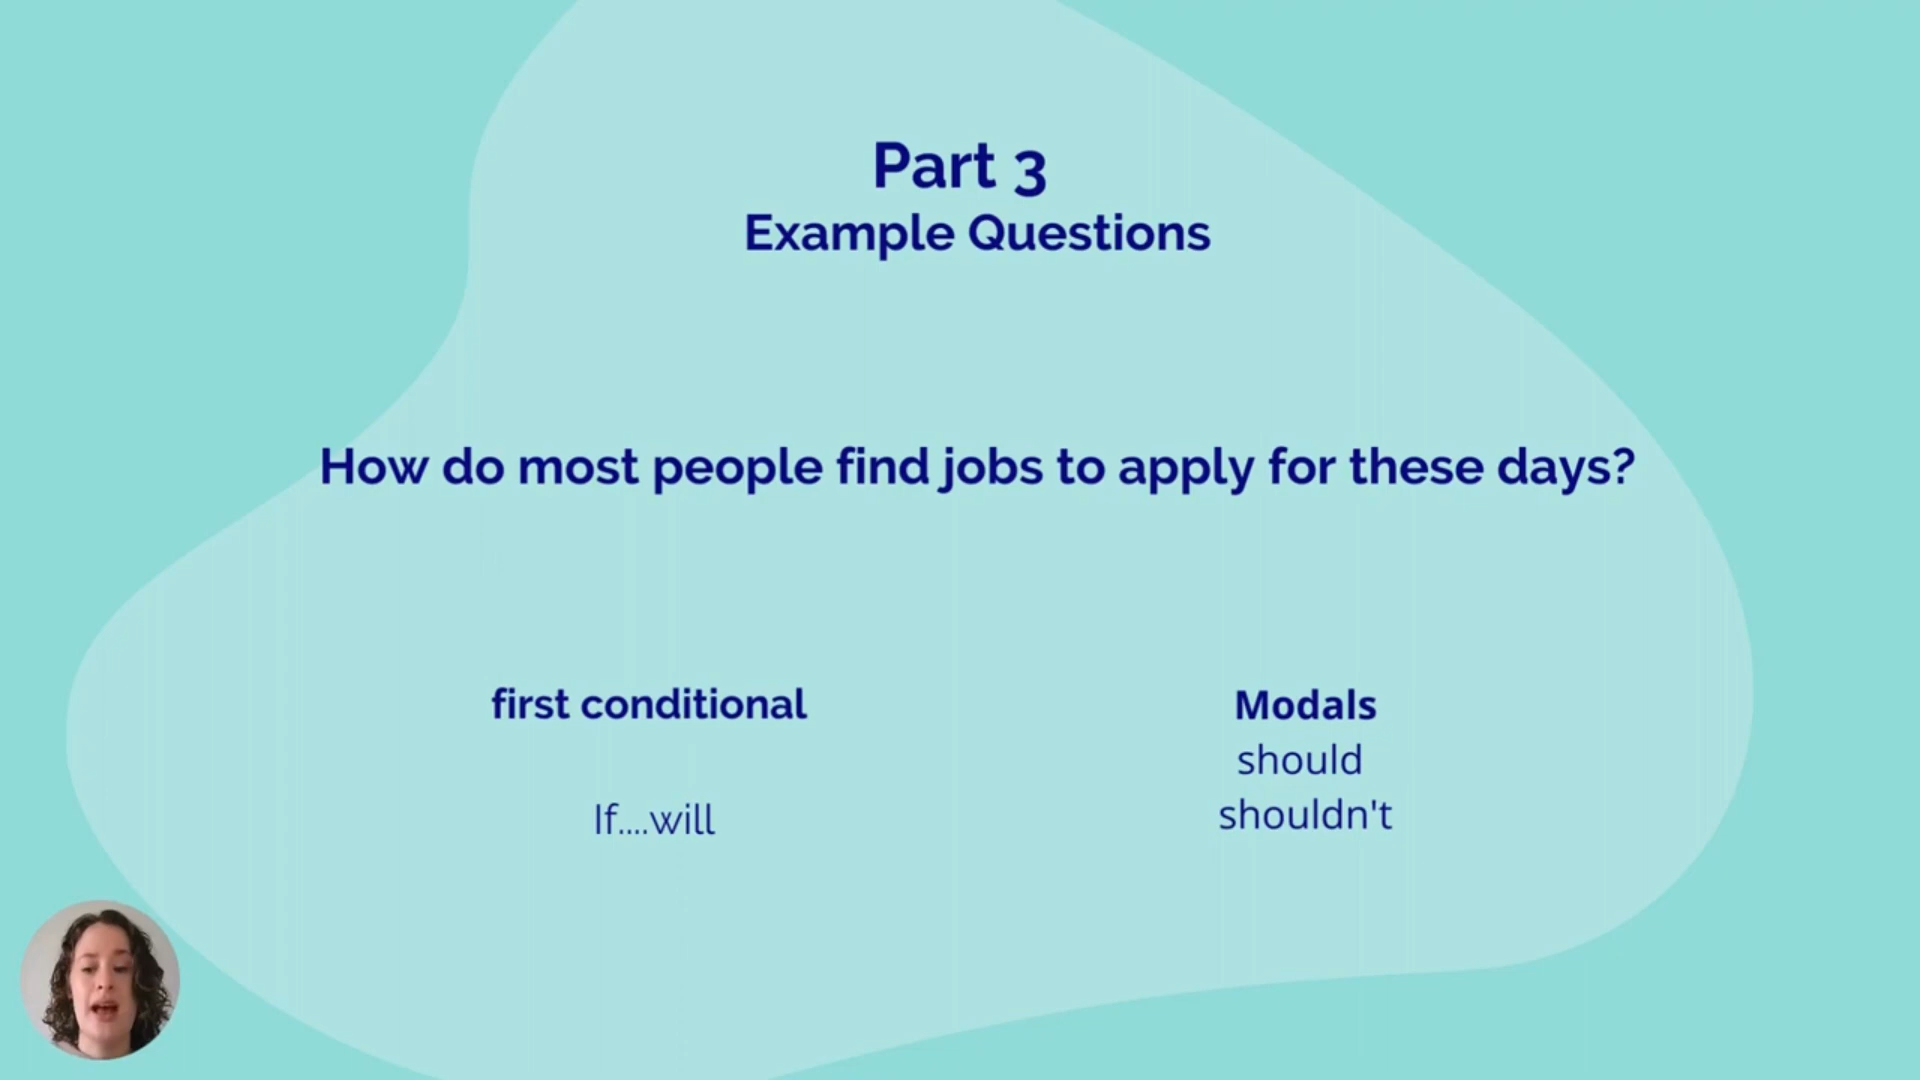 Part 3
Example Questions
How do most people find jobs to apply for these days?
first conditional
If....will
Modals
should
shouldn't